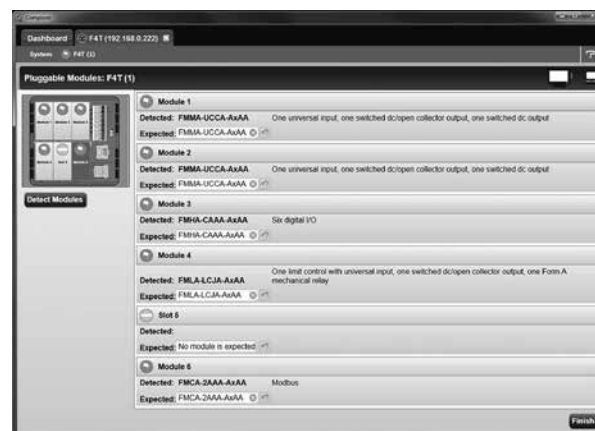 Composer
Dashboard F4T (192.168.0.222)
System F4T (1)
Pluggable Modules: F4T (1)
Detect Modules
Module 1
Detected: FMMA-UCCA-AxAA One universal input, one switched dc/open collector output, one switched dc output
Expected: FMMA-UCCA-AxAA
Module 2
Detected: FMMA-UCCA-AxAA One universal input, one switched dc/open collector output, one switched dc output
Expected: FMMA-UCCA-AxAA
Module 3
Detected: FMHA-CAAA-AxAA Six digital I/O
Expected: FMHA-CAAA-AxAA
Module 4
Detected: FMLA-LCJA-AxAA One limit control with universal input, one switched dc/open collector output, one Form A
mechanical relay
Expected: FMLA-LCJA-AxAA
Slot 5
Detected:
Expected: No module is expected
Module 6
Detected: FMCA-2AAA-AxAA Modbus
Expected: FMCA-2AAA-AxAA
Finish